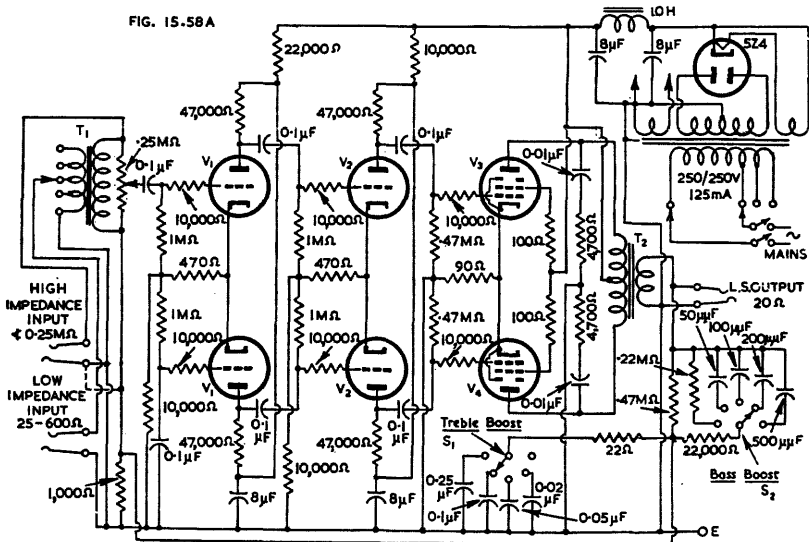 FIG. 15.58A
10H
8μF
8μF
5Z4
22,000Ω
10,000Ω
47,000Ω
47,000Ω
T1
.25MΩ
0·1μF
0·1μF
0·1μF
V1
V2
V3
0·01μF
250/250V
125mA
10,000Ω
10,000Ω
10,000Ω
1MΩ
1MΩ
·47MΩ
100Ω
4,700Ω
T2
MAINS
470Ω
470Ω
90Ω
HIGH
IMPEDANCE
INPUT
≮0·25MΩ
1MΩ
1MΩ
·47MΩ
100Ω
4,700Ω
L.S. OUTPUT
20Ω
10,000Ω
10,000Ω
10,000Ω
50μμF
100μμF
200μμF
LOW
IMPEDANCE
INPUT
25-600Ω
V1
V2
V4
0·01μF
·22MΩ
·47MΩ
10,000Ω
0·1μF
47,000Ω
0·1
μF
47,000Ω
0·1
μF
10,000Ω
Treble Boost
S1
22Ω
22,000Ω
500μμF
Bass Boost
S2
1,000Ω
8μF
8μF
0·25
μF
0·1μF
0·02
μF
0·05μF
E